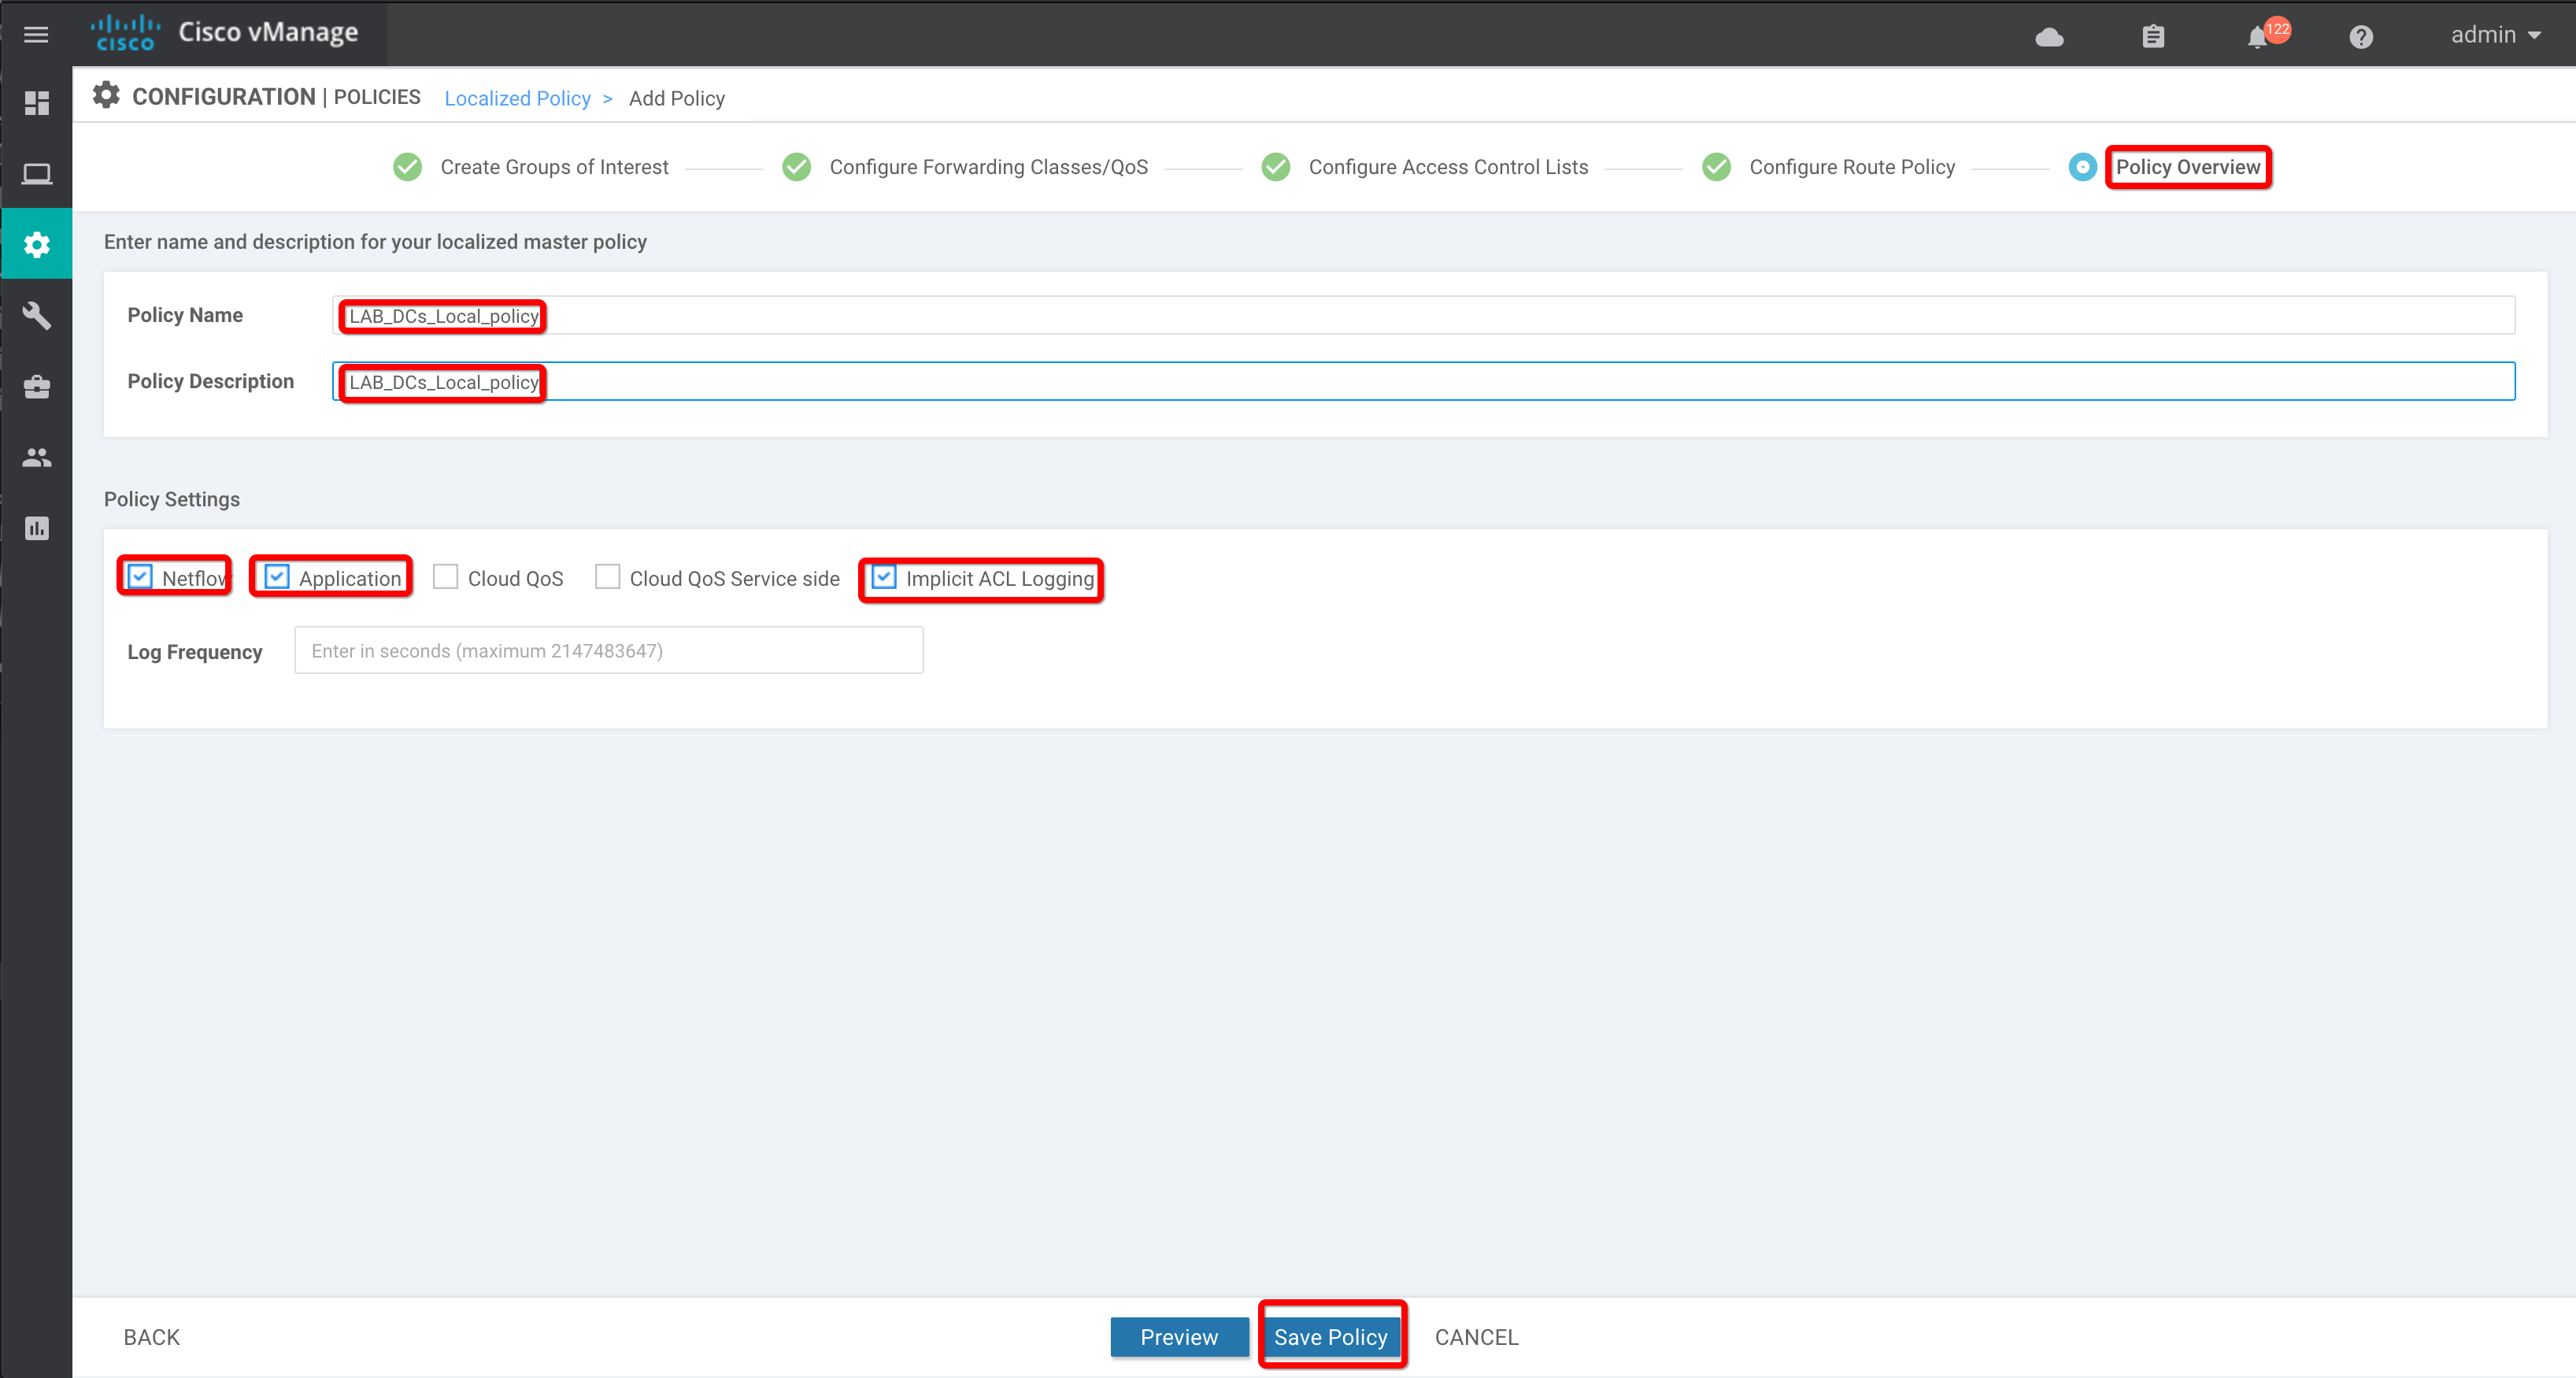 cisco Cisco vManage 122 admin
CONFIGURATION | POLICIES Localized Policy > Add Policy
Create Groups of Interest Configure Forwarding Classes/QoS Configure Access Control Lists Configure Route Policy Policy Overview
Enter name and description for your localized master policy
Policy Name LAB_DCs_Local_policy
Policy Description LAB_DCs_Local_policy
Policy Settings
Netflow Application Cloud QoS Cloud QoS Service side Implicit ACL Logging
Log Frequency Enter in seconds (maximum 2147483647)
BACK Preview Save Policy CANCEL